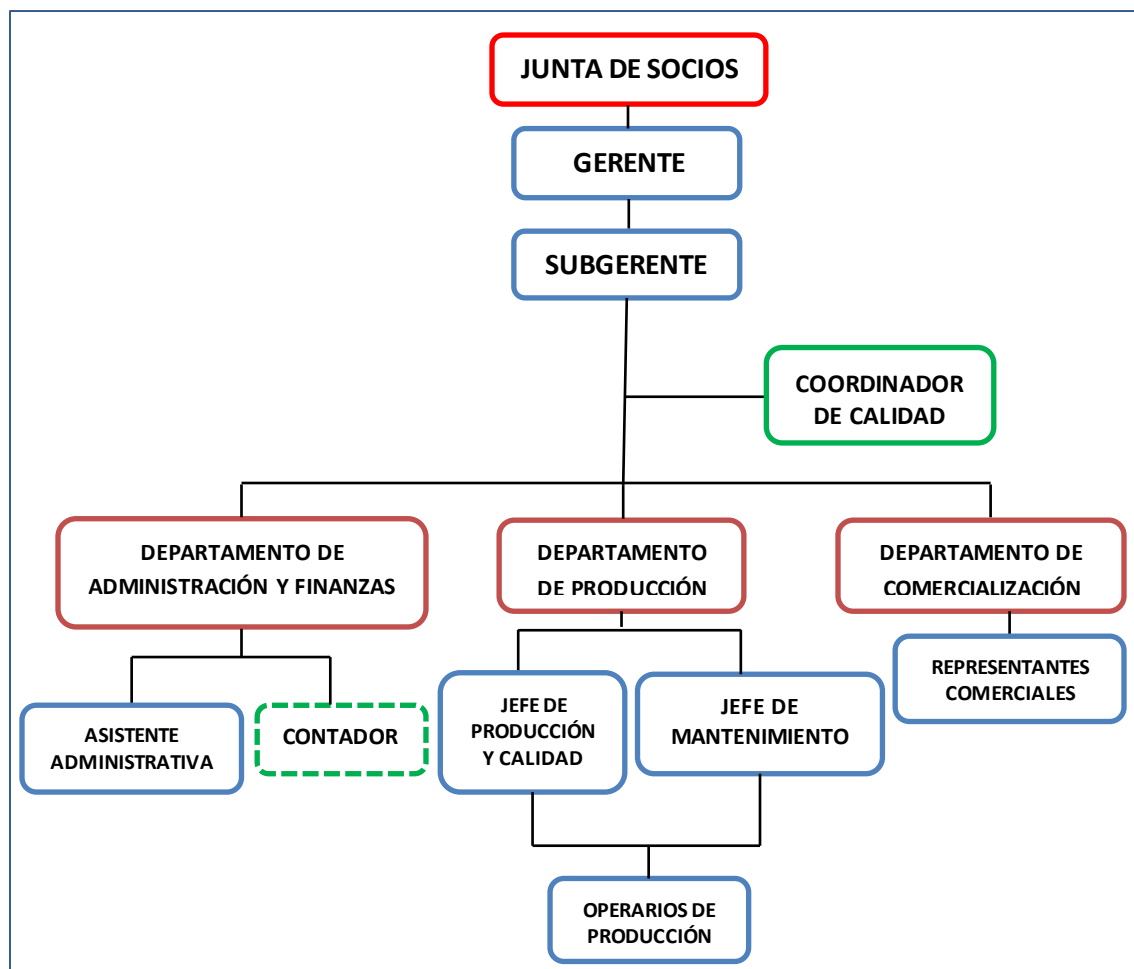 JUNTA DE SOCIOS
GERENTE
SUBGERENTE
COORDINADOR
DE CALIDAD
DEPARTAMENTO DE
ADMINISTRACIÓN Y FINANZAS
DEPARTAMENTO
DE PRODUCCIÓN
DEPARTAMENTO DE
COMERCIALIZACIÓN
ASISTENTE
ADMINISTRATIVA
CONTADOR
JEFE DE
PRODUCCIÓN
Y CALIDAD
JEFE DE
MANTENIMIENTO
REPRESENTANTES
COMERCIALES
OPERARIOS DE
PRODUCCIÓN